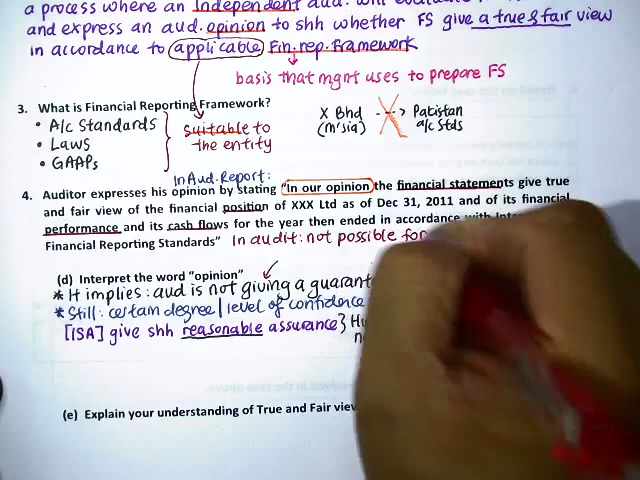 a process where an Independent aud. will
and express an aud. opinion to shh whether FS give a true & fair view
in accordance to applicable Fin. rep. framework
basis that mgnt uses to prepare FS
3. What is Financial Reporting Framework?
• A/c Standards
• Laws
• GAAPs
suitable to
the entity
X Bhd
(M'sia)
Pakistan
a/c Stds
In Aud. Report:
4. Auditor expresses his opinion by Stating "In our opinion the financial statements give true
and fair view of the financial position of XXX Ltd as of Dec 31, 2011 and of its financial
performance and its cash flows for the year then ended in accordance with
Financial Reporting Standards" In audit: not possible for
(d) Interpret the word "opinion"
* It implies: aud is not giving a
* Still: certain degree | level of confidence
[ISA] give shh reasonable assurance}
(e) Explain your understanding of True and Fair